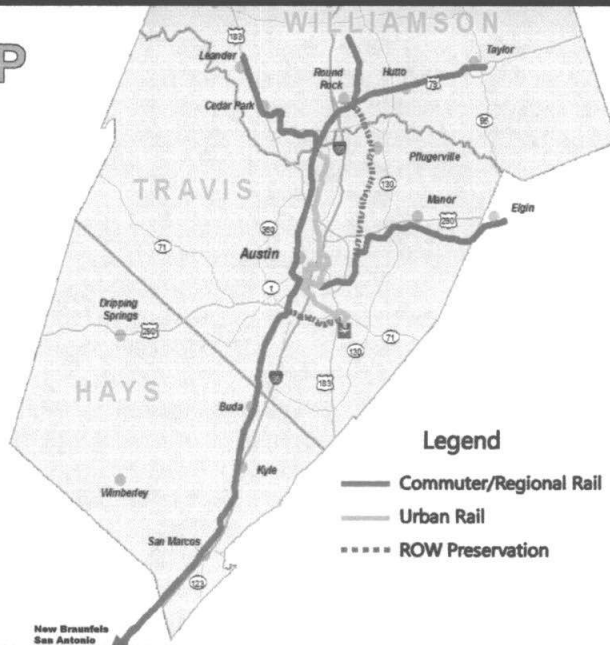 P
WILLIAMSON
183
Leander
Taylor
Round
Rock
Hutto
79
Cedar Park
95
Pflugerville
TRAVIS
130
Manor
290
Elgin
360
71
Austin
1
Dripping
Springs
290
71
130
HAYS
183
Buda
Legend
Kyle
Commuter/Regional Rail
Wimberley
Urban Rail
San Marcos
ROW Preservation
123
New Braunfels
San Antonio